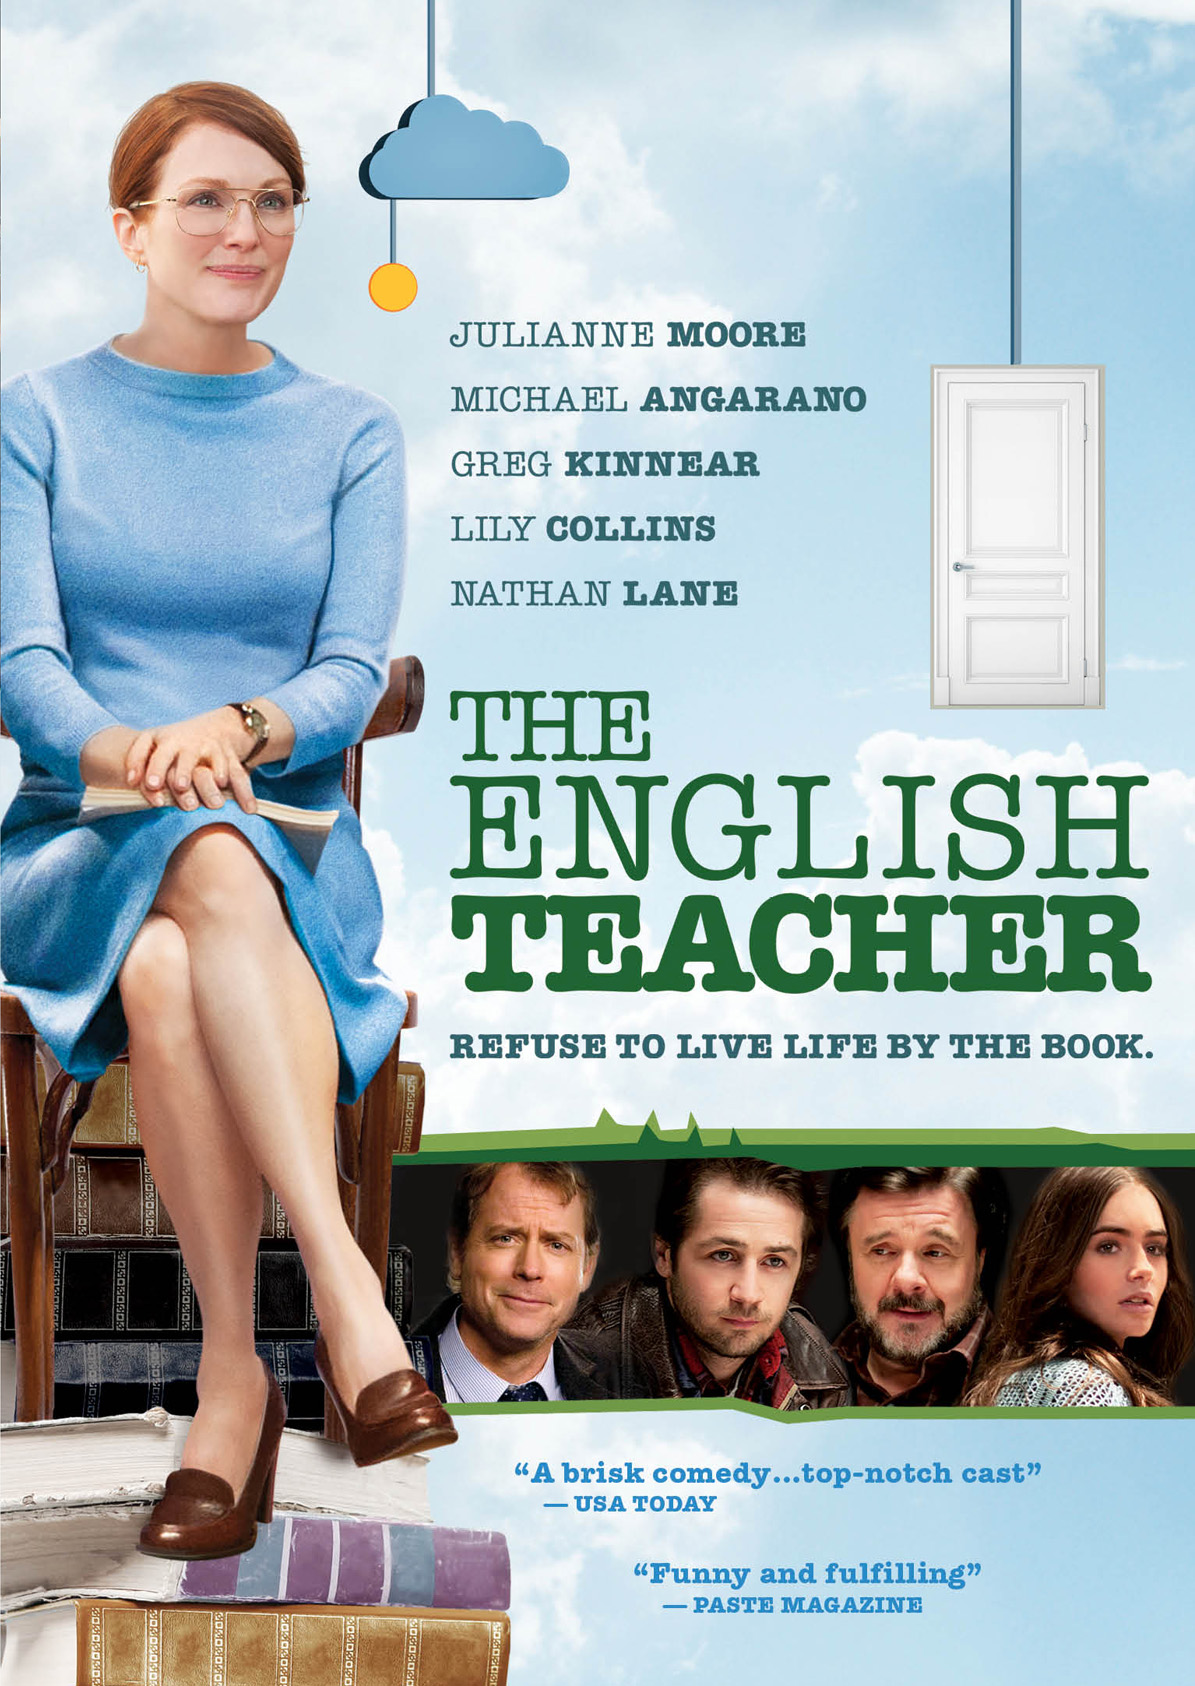 JULIANNE MOORE
MICHAEL ANGARANO
GREG KINNEAR
LILY COLLINS
NATHAN LANE
THE
ENGLISH
TEACHER
REFUSE TO LIVE LIFE BY THE BOOK.
“A brisk comedy...top-notch cast”
— USA TODAY
“Funny and fulfilling”
— PASTE MAGAZINE